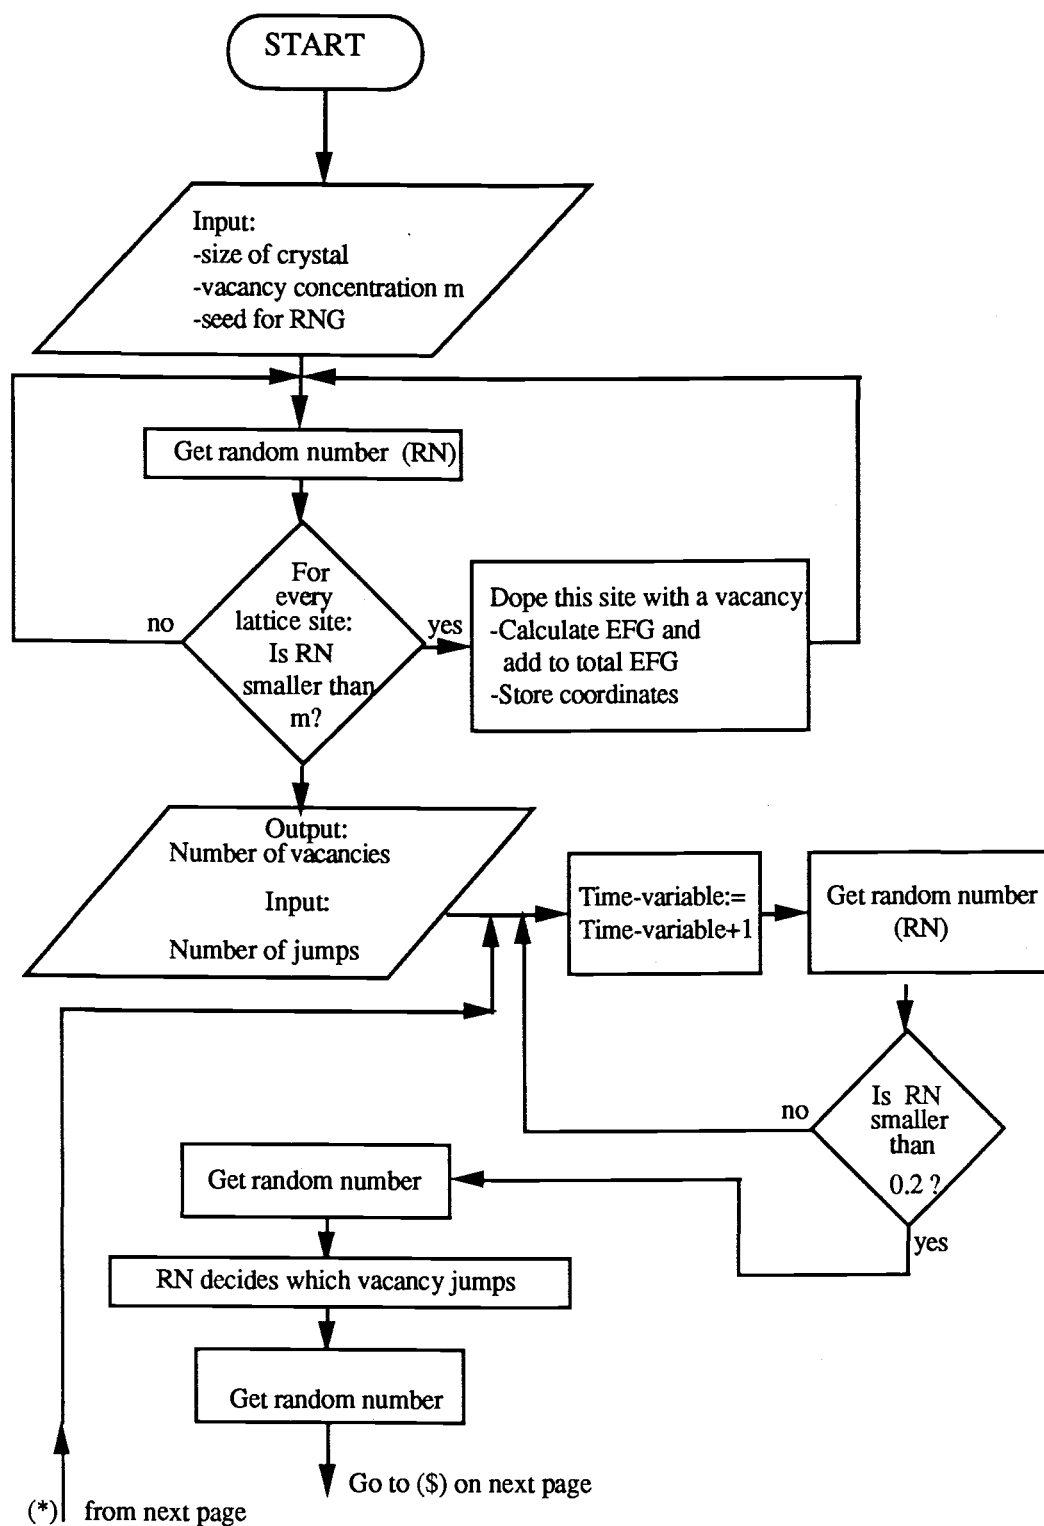 START
Input:
-size of crystal
-vacancy concentration m
-seed for RNG
Get random number (RN)
For
every
lattice site:
Is RN
smaller than
m?
no
yes
Dope this site with a vacancy:
-Calculate EFG and
add to total EFG
-Store coordinates
Output:
Number of vacancies
Input:
Number of jumps
Time-variable:=
Time-variable+1
Get random number
(RN)
Is RN
smaller
than
0.2 ?
no
yes
Get random number
RN decides which vacancy jumps
Get random number
Go to ($) on next page
(*) from next page